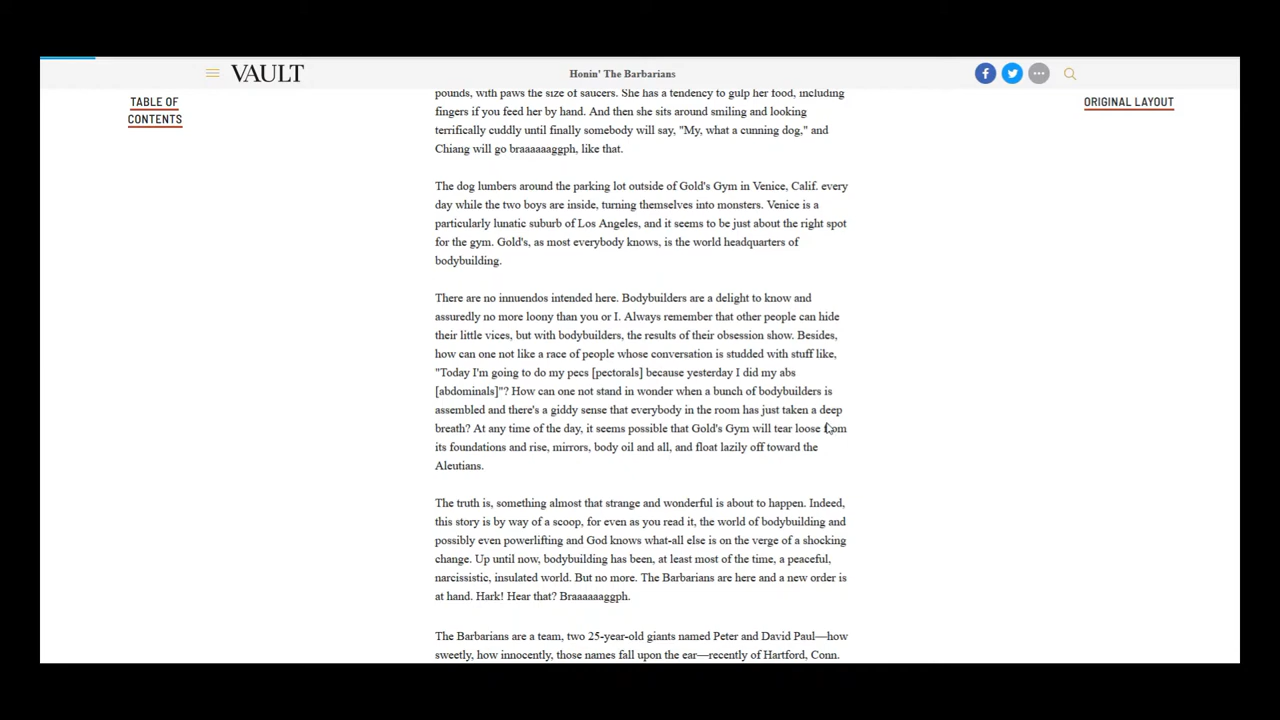 VAULT
Honin' The Barbarians
TABLE OF
CONTENTS
ORIGINAL LAYOUT
pounds, with paws the size of saucers. She has a tendency to gulp her food, including
fingers if you feed her by hand. And then she sits around smiling and looking
terrifically cuddly until finally somebody will say, "My, what a cunning dog," and
Chiang will go braaaaaaggph, like that.
The dog lumbers around the parking lot outside of Gold's Gym in Venice, Calif. every
day while the two boys are inside, turning themselves into monsters. Venice is a
particularly lunatic suburb of Los Angeles, and it seems to be just about the right spot
for the gym. Gold's, as most everybody knows, is the world headquarters of
bodybuilding.
There are no innuendos intended here. Bodybuilders are a delight to know and
assuredly no more loony than you or I. Always remember that other people can hide
their little vices, but with bodybuilders, the results of their obsession show. Besides,
how can one not like a race of people whose conversation is studded with stuff like,
"Today I'm going to do my pecs [pectorals] because yesterday I did my abs
[abdominals]"? How can one not stand in wonder when a bunch of bodybuilders is
assembled and there's a giddy sense that everybody in the room has just taken a deep
breath? At any time of the day, it seems possible that Gold's Gym will tear loose from
its foundations and rise, mirrors, body oil and all, and float lazily off toward the
Aleutians.
The truth is, something almost that strange and wonderful is about to happen. Indeed,
this story is by way of a scoop, for even as you read it, the world of bodybuilding and
possibly even powerlifting and God knows what-all else is on the verge of a shocking
change. Up until now, bodybuilding has been, at least most of the time, a peaceful,
narcissistic, insulated world. But no more. The Barbarians are here and a new order is
at hand. Hark! Hear that? Braaaaaaggph.
The Barbarians are a team, two 25-year-old giants named Peter and David Paul—how
sweetly, how innocently, those names fall upon the ear—recently of Hartford, Conn.